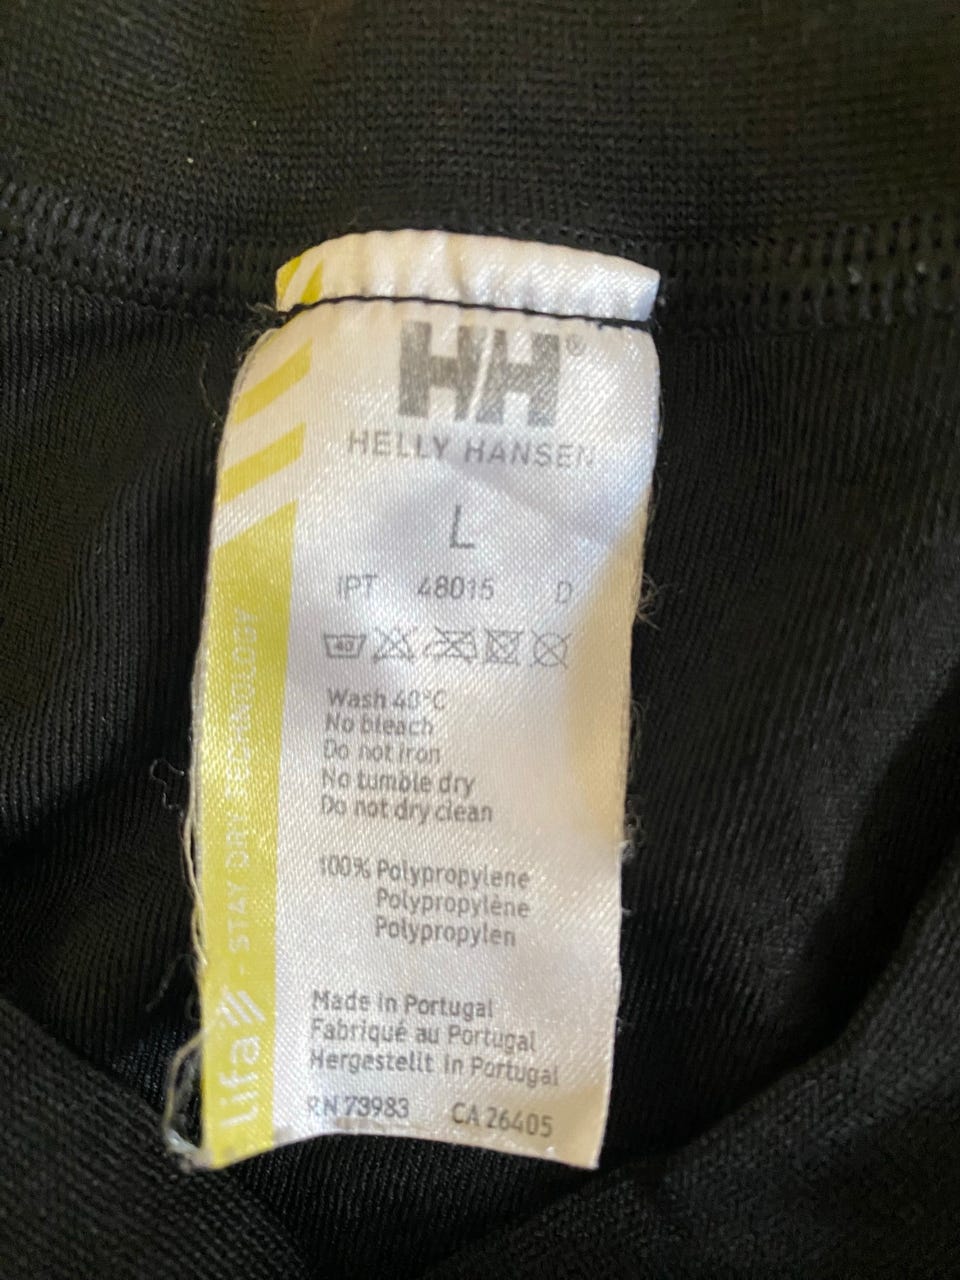 HH®
HELLY HANSEN
L
IPT 48015 D
40
Wash 40°C
No bleach
Do not iron
No tumble dry
Do not dry clean
100% Polypropylene
Polypropylène
Polypropylen
Made in Portugal
Fabriqué au Portugal
Hergestellt in Portugal
RN 73983 CA 26405
Lifa - STAY DRY TECHNOLOGY